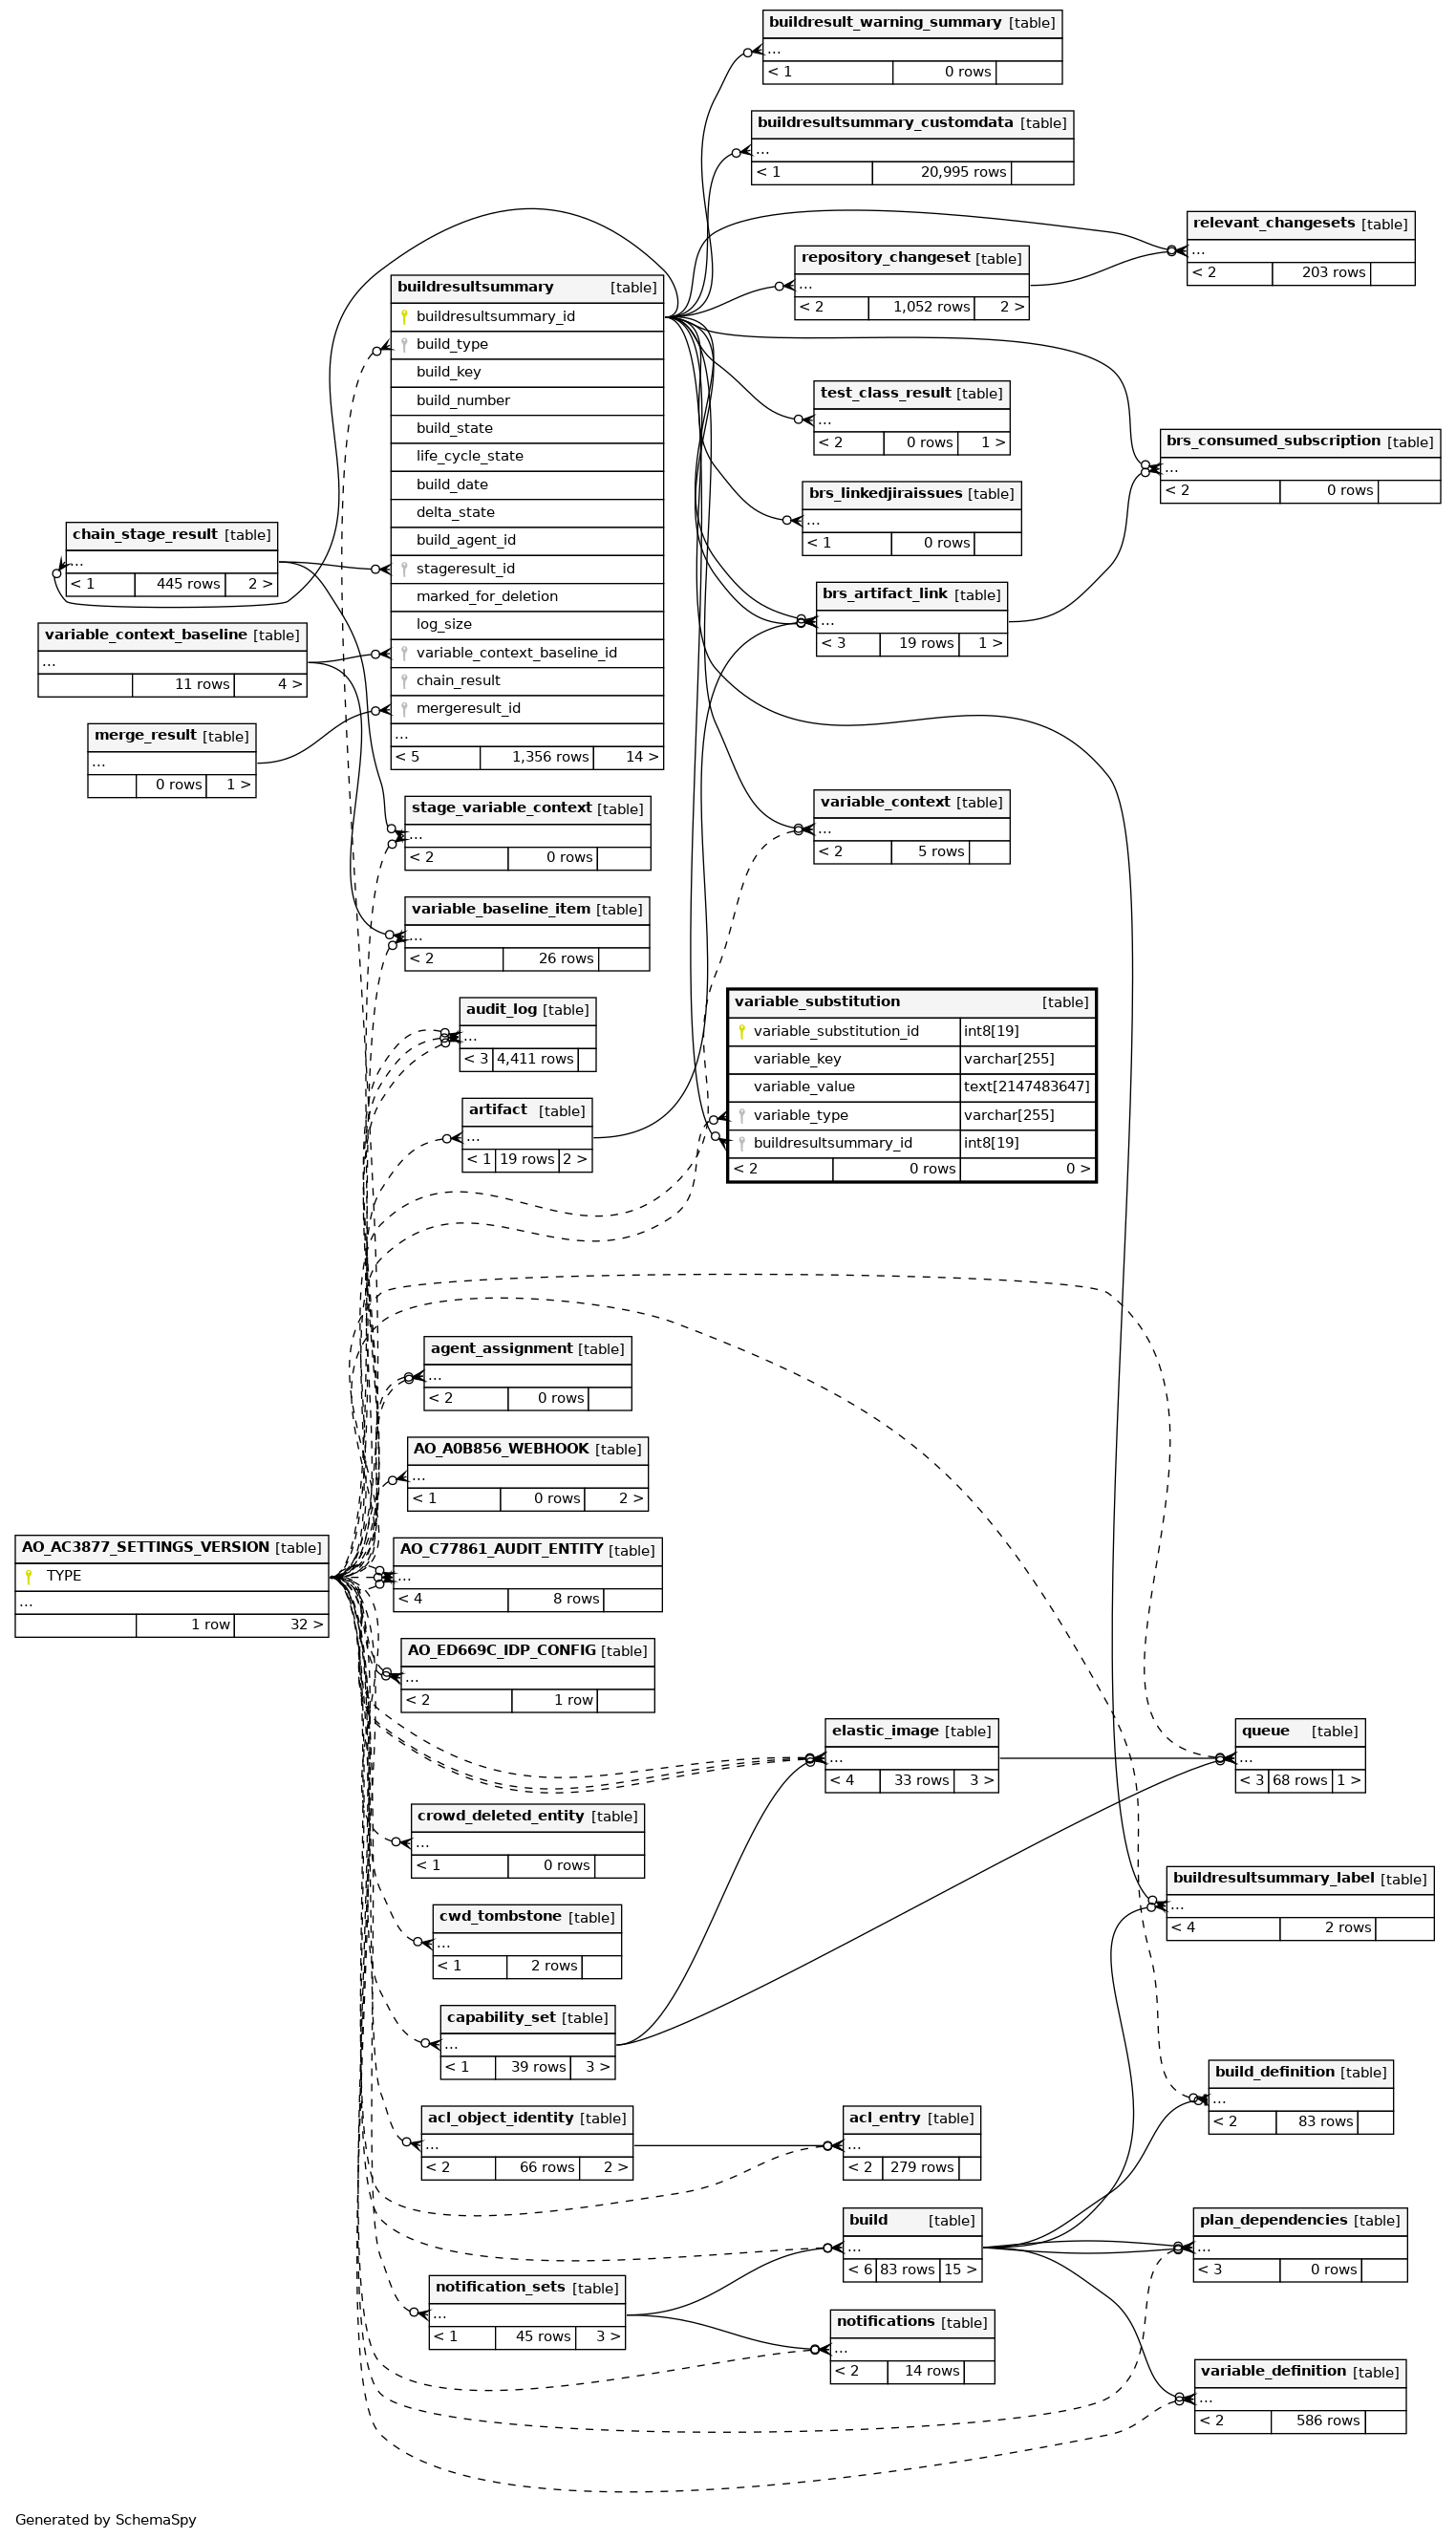 buildresult_warning_summary [table]
...
< 1 0 rows
buildresultsummary_customdata [table]
...
< 1 20,995 rows
relevant_changesets [table]
...
< 2 203 rows
repository_changeset [table]
...
< 2 1,052 rows 2 >
buildresultsummary [table]
buildresultsummary_id
build_type
build_key
build_number
build_state
life_cycle_state
build_date
delta_state
build_agent_id
stageresult_id
marked_for_deletion
log_size
variable_context_baseline_id
chain_result
mergeresult_id
...
< 5 1,356 rows 14 >
test_class_result [table]
...
< 2 0 rows 1 >
brs_consumed_subscription [table]
...
< 2 0 rows
brs_linkedjiraissues [table]
...
< 1 0 rows
chain_stage_result [table]
...
< 1 445 rows 2 >
brs_artifact_link [table]
...
< 3 19 rows 1 >
variable_context_baseline [table]
...
11 rows 4 >
merge_result [table]
...
0 rows 1 >
stage_variable_context [table]
...
< 2 0 rows
variable_context [table]
...
< 2 5 rows
variable_baseline_item [table]
...
< 2 26 rows
audit_log [table]
...
< 3 4,411 rows
variable_substitution [table]
variable_substitution_id int8[19]
variable_key varchar[255]
variable_value text[2147483647]
variable_type varchar[255]
buildresultsummary_id int8[19]
< 2 0 rows 0 >
artifact [table]
...
< 1 19 rows 2 >
agent_assignment [table]
...
< 2 0 rows
AO_A0B856_WEBHOOK [table]
...
< 1 0 rows 2 >
AO_AC3877_SETTINGS_VERSION [table]
TYPE
...
1 row 32 >
AO_C77861_AUDIT_ENTITY [table]
...
< 4 8 rows
AO_ED669C_IDP_CONFIG [table]
...
< 2 1 row
elastic_image [table]
...
< 4 33 rows 3 >
queue [table]
...
< 3 68 rows 1 >
crowd_deleted_entity [table]
...
< 1 0 rows
buildresultsummary_label [table]
...
< 4 2 rows
cwd_tombstone [table]
...
< 1 2 rows
capability_set [table]
...
< 1 39 rows 3 >
build_definition [table]
...
< 2 83 rows
acl_object_identity [table]
...
< 2 66 rows 2 >
acl_entry [table]
...
< 2 279 rows
build [table]
...
< 6 83 rows 15 >
plan_dependencies [table]
...
< 3 0 rows
notification_sets [table]
...
< 1 45 rows 3 >
notifications [table]
...
< 2 14 rows
variable_definition [table]
...
< 2 586 rows
Generated by SchemaSpy